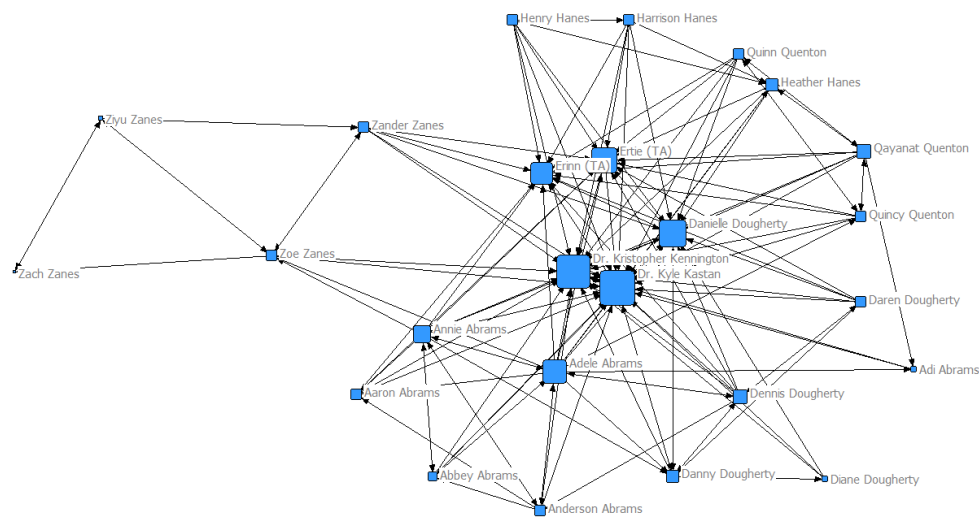 Henry Hanes
Harrison Hanes
Quinn Quenton
Heather Hanes
Ziyu Zanes
Zander Zanes
Ertie (TA)
Qayanat Quenton
Erinn (TA)
Quincy Quenton
Danielle Dougherty
Zoe Zanes
Dr. Kristopher Kennington
Zach Zanes
Dr. Kyle Kastan
Daren Dougherty
Annie Abrams
Adele Abrams
Adi Abrams
Aaron Abrams
Dennis Dougherty
Abbey Abrams
Danny Dougherty
Diane Dougherty
Anderson Abrams